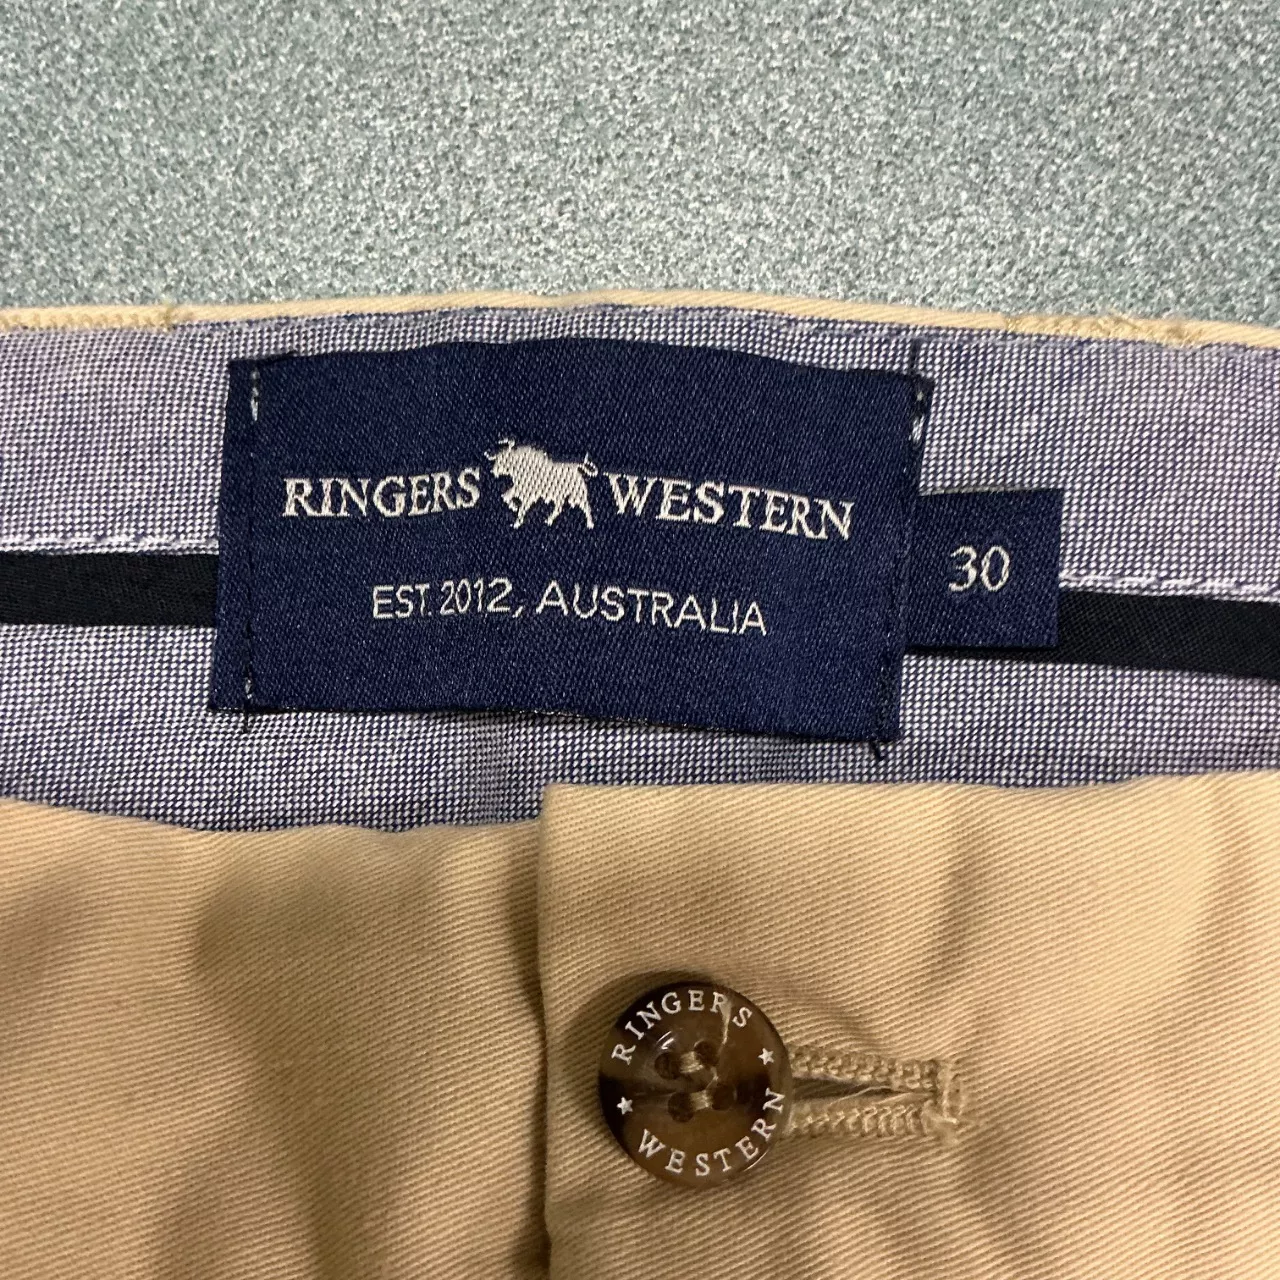 RINGERS WESTERN
EST. 2012, AUSTRALIA
30
RINGERS
WESTERN